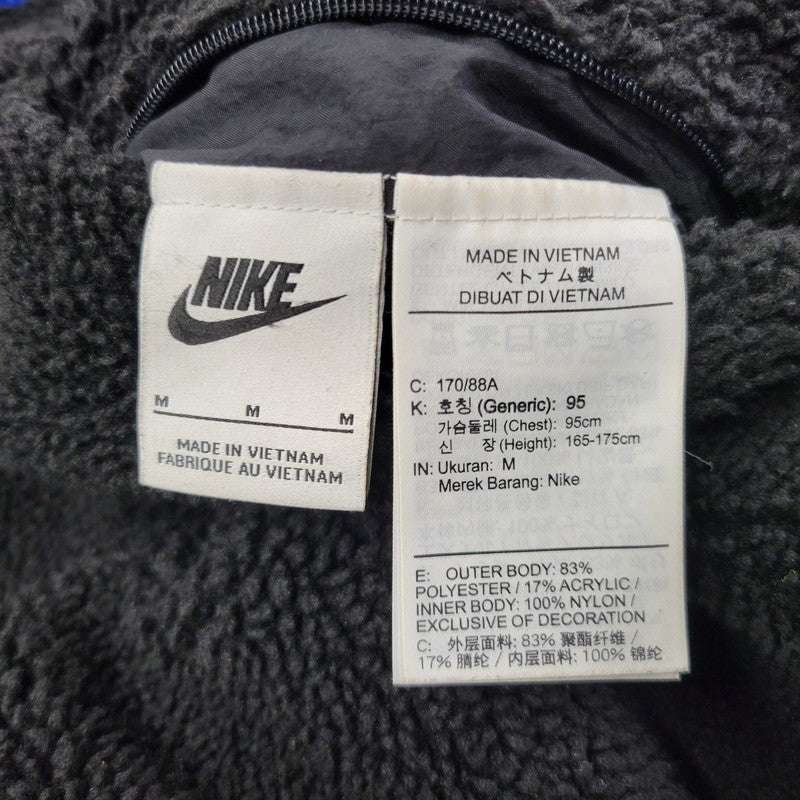 NIKE
M M M
MADE IN VIETNAM
FABRIQUE AU VIETNAM
MADE IN VIETNAM
ベトナム製
DIBUAT DI VIETNAM
C: 170/88A
K: 호칭 (Generic): 95
가슴둘레 (Chest): 95cm
신 장 (Height): 165-175cm
IN: Ukuran: M
Merek Barang: Nike
E: OUTER BODY: 83%
POLYESTER / 17% ACRYLIC /
INNER BODY: 100% NYLON /
EXCLUSIVE OF DECORATION
C: 外层面料: 83% 聚酯纤维 /
17% 腈纶 / 内层面料: 100% 锦纶